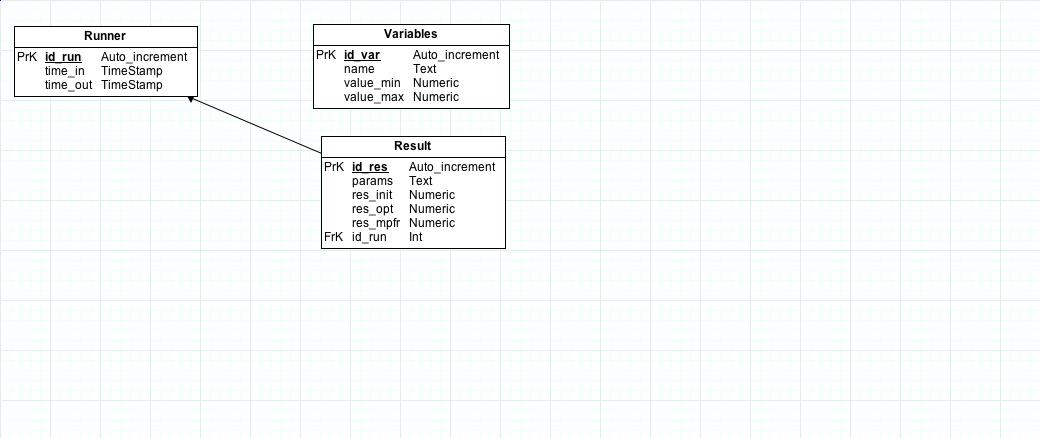 Runner
PrK id_run Auto_increment
time_in TimeStamp
time_out TimeStamp
Variables
PrK id_var Auto_increment
name Text
value_min Numeric
value_max Numeric
Result
PrK id_res Auto_increment
params Text
res_init Numeric
res_opt Numeric
res_mpfr Numeric
FrK id_run Int